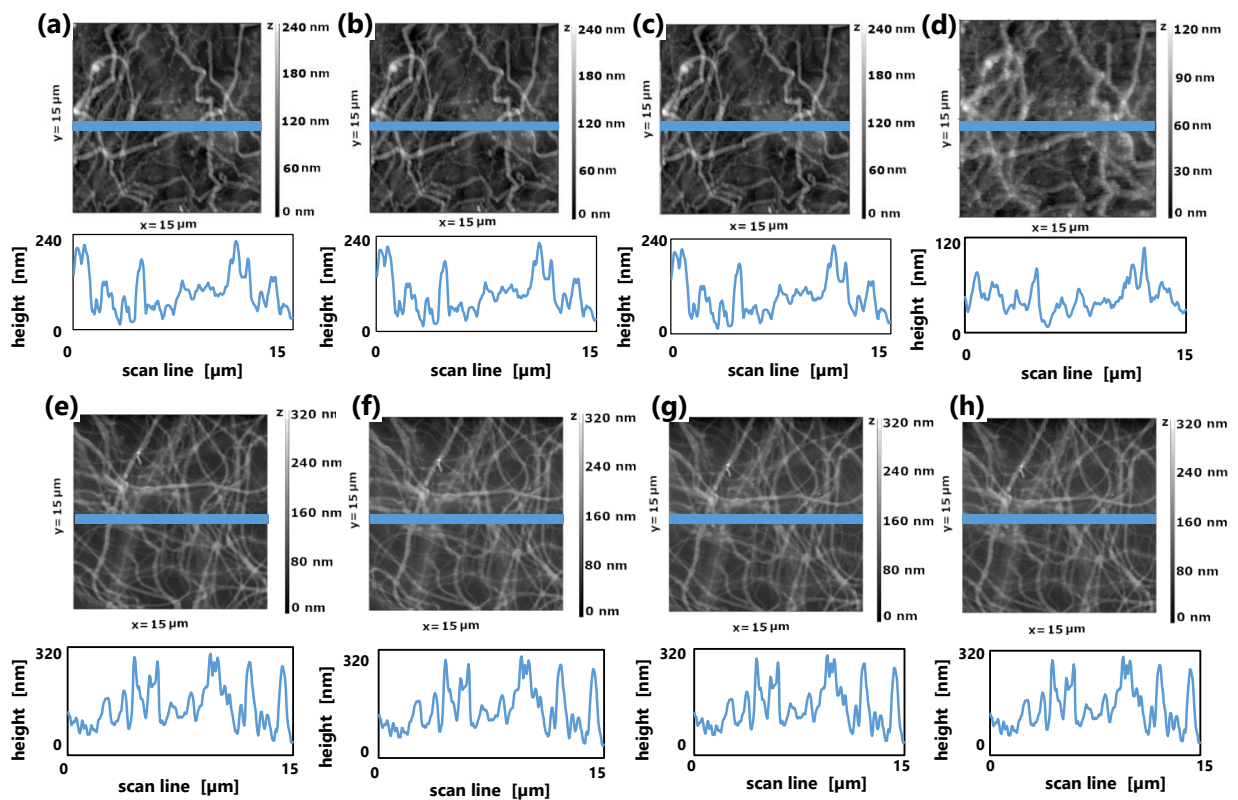 (a)
z 240 nm
180 nm
120 nm
60 nm
0 nm
y= 15 µm
x= 15 µm
240
0
height [nm]
0
scan line [µm]
(b)
z 240 nm
180 nm
120 nm
60 nm
0 nm
y= 15 µm
x= 15 µm
240
0
height [nm]
0 15
scan line [µm]
(c)
z 240 nm
180 nm
120 nm
60 nm
0 nm
y= 15 µm
x= 15 µm
240
0
height [nm]
0 15
scan line [µm]
(d)
z 120 nm
90 nm
60 nm
30 nm
0 nm
y= 15 µm
x= 15 µm
120
0
height [nm]
0 15
scan line [µm]
(e)
z 320 nm
240 nm
160 nm
80 nm
0 nm
y= 15 µm
x= 15 µm
320
0
height [nm]
0 15
scan line [µm]
(f)
z 320 nm
240 nm
160 nm
80 nm
0 nm
y= 15 µm
x= 15 µm
320
0
height [nm]
0 15
scan line [µm]
(g)
z 320 nm
240 nm
160 nm
80 nm
0 nm
y= 15 µm
x= 15 µm
320
0
height [nm]
0 15
scan line [µm]
(h)
z 320 nm
240 nm
160 nm
80 nm
0 nm
y= 15 µm
x= 15 µm
320
0
height [nm]
0 15
scan line [µm]